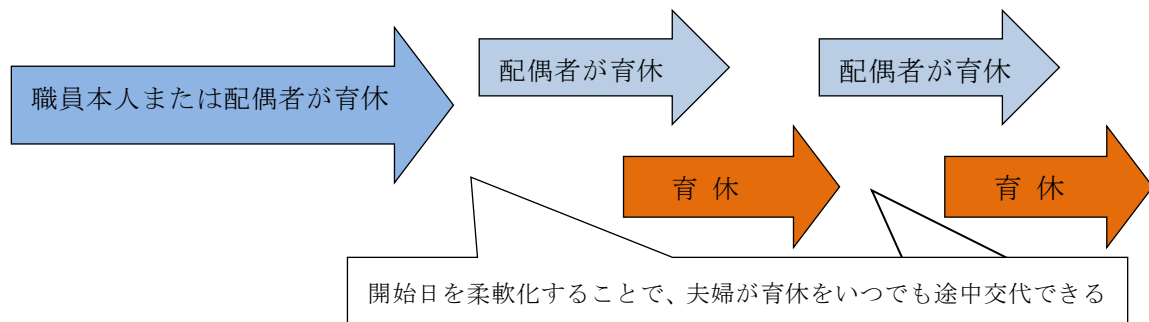 職員本人または配偶者が育休
配偶者が育休
配偶者が育休
育 休
育 休
開始日を柔軟化することで、夫婦が育休をいつでも途中交代できる